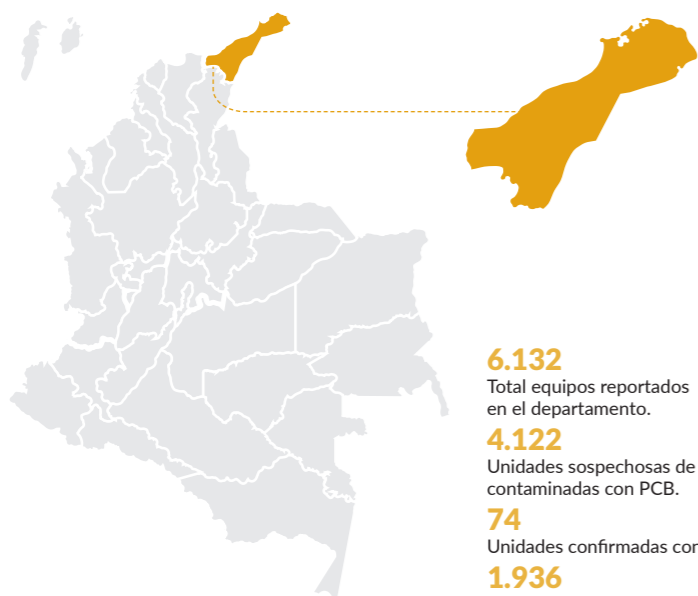 6.132
Total equipos reportados
en el departamento.
4.122
Unidades sospechosas de
contaminadas con PCB.
74
Unidades confirmadas con
1.936